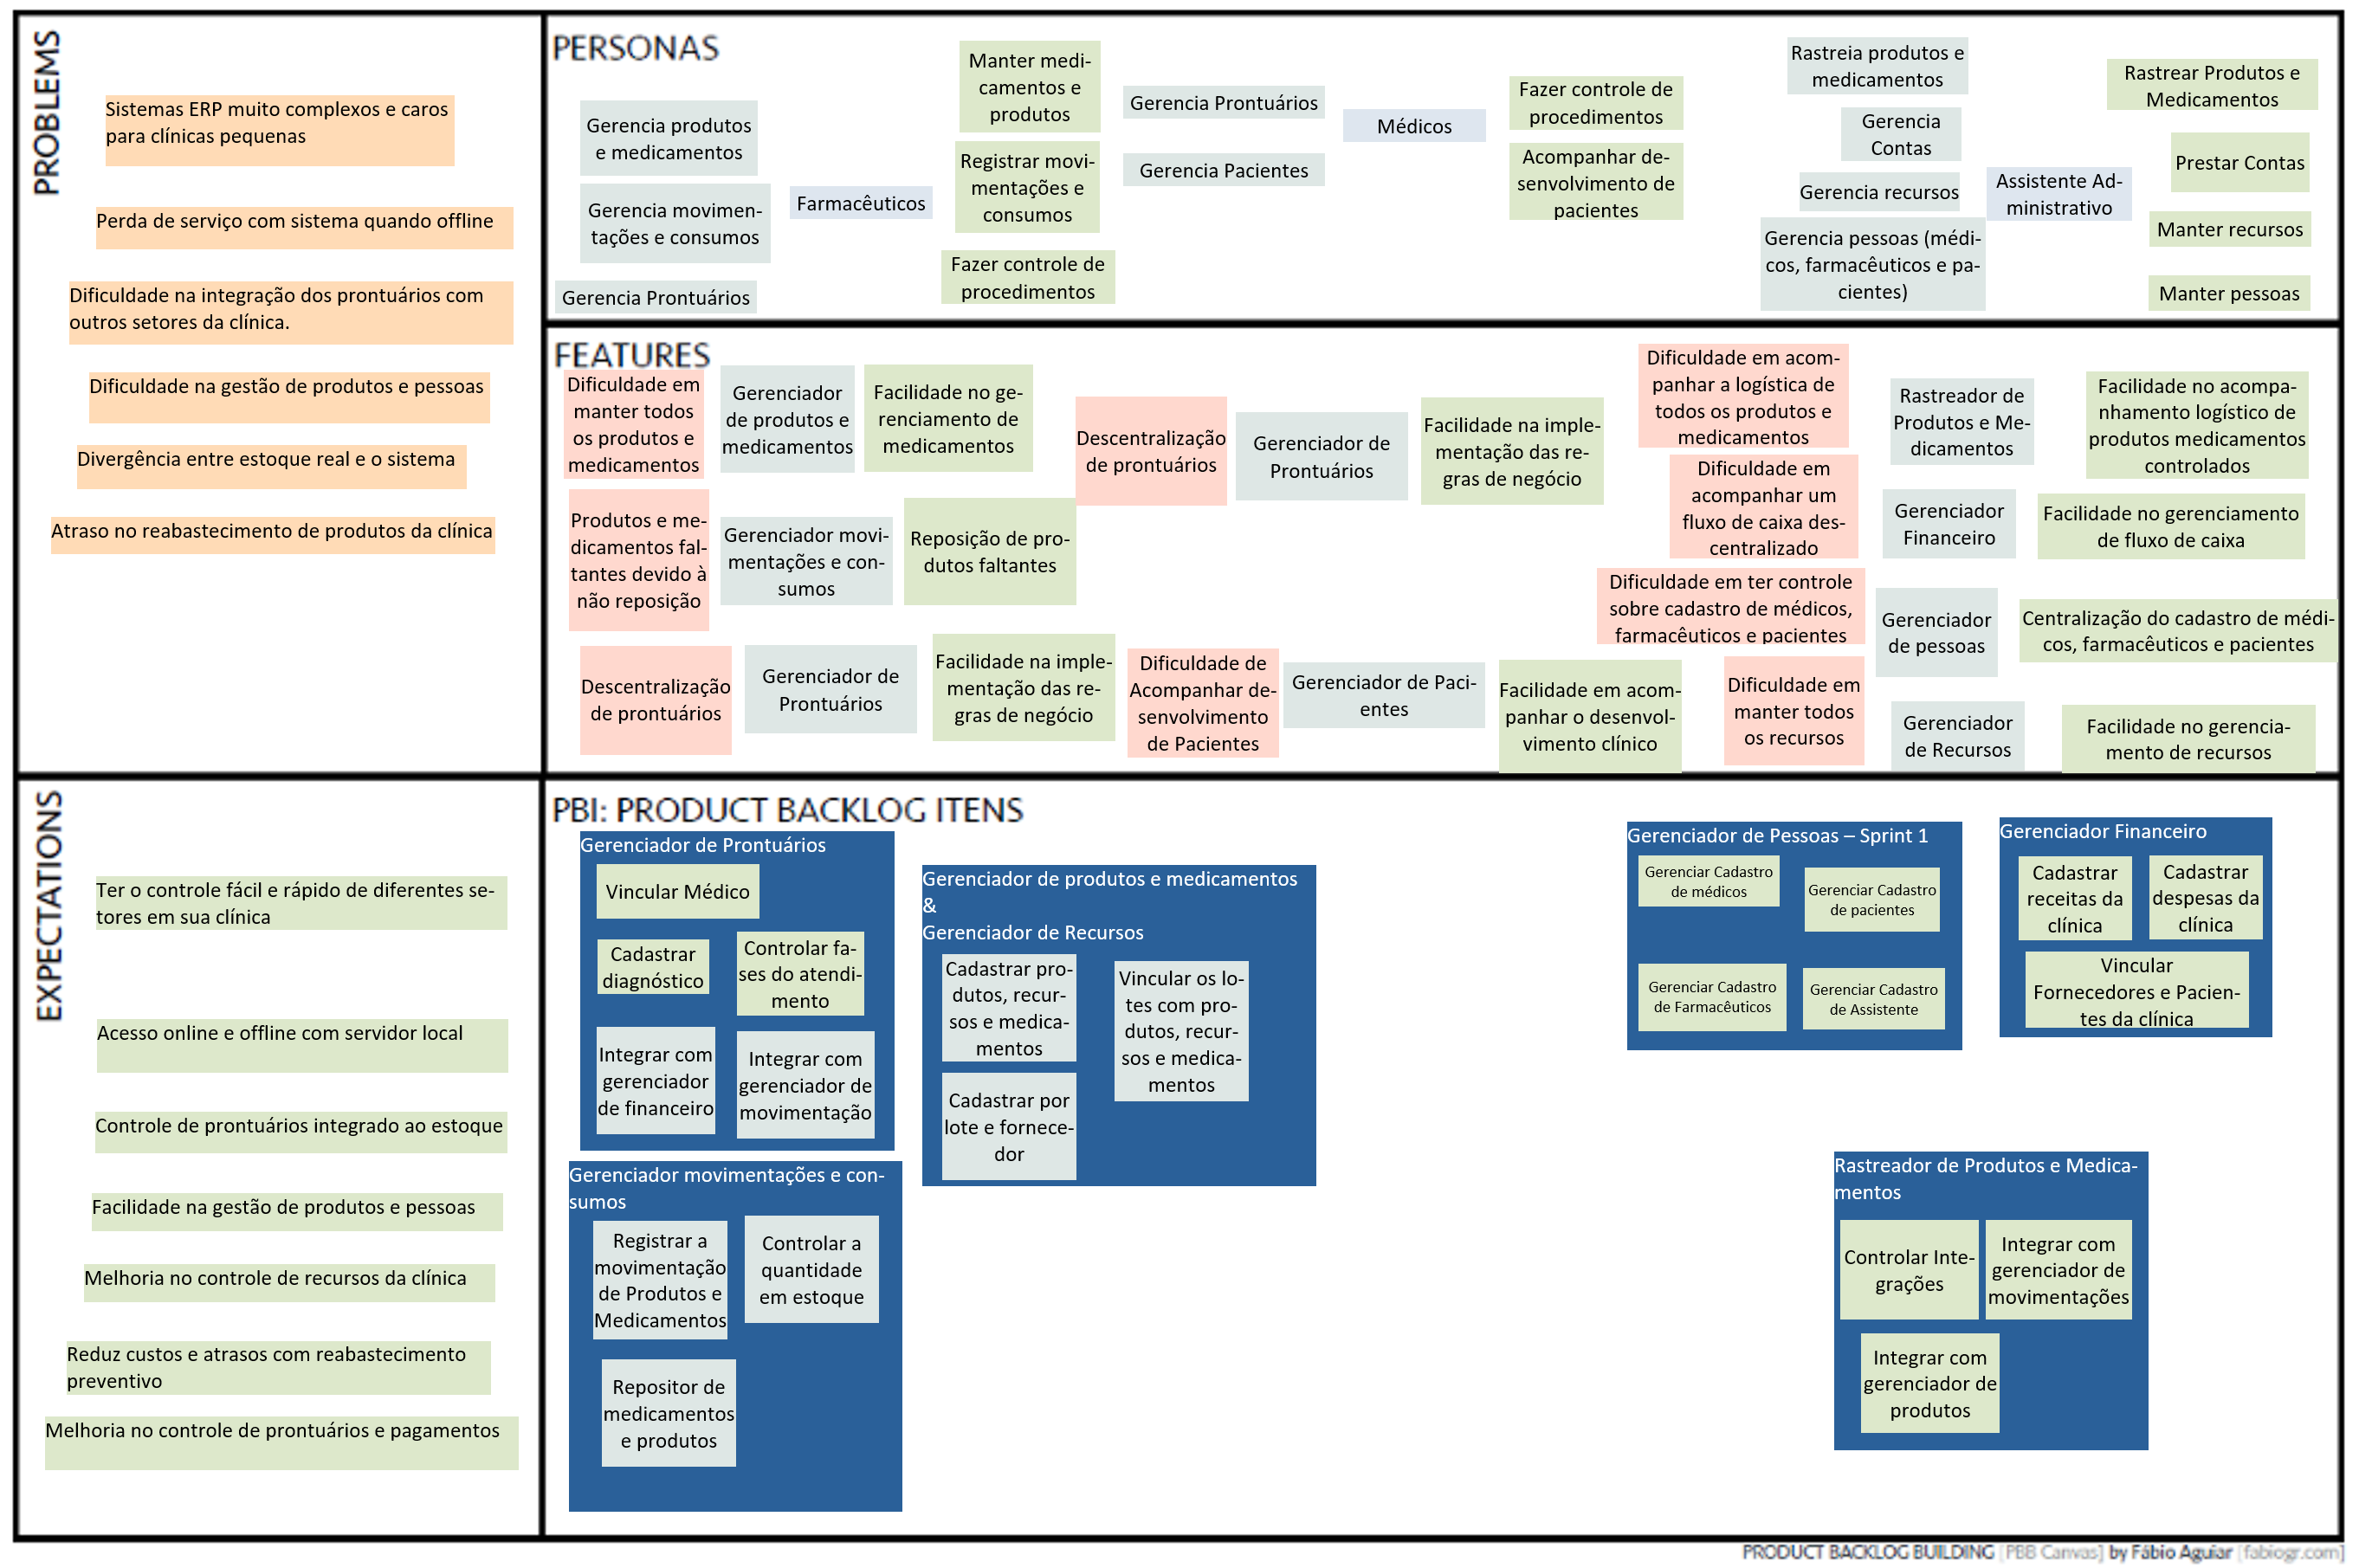 PROBLEMS
Sistemas ERP muito complexos e caros
para clínicas pequenas
Perda de serviço com sistema quando offline
Dificuldade na integração dos prontuários com
outros setores da clínica.
Dificuldade na gestão de produtos e pessoas
Divergência entre estoque real e o sistema
Atraso no reabastecimento de produtos da clínica
PERSONAS
Gerencia produtos
e medicamentos
Gerencia movimen-
tações e consumos
Gerencia Prontuários
Farmacêuticos
Manter medi-
camentos e
produtos
Registrar movi-
mentações e
consumos
Fazer controle de
procedimentos
Gerencia Prontuários
Gerencia Pacientes
Médicos
Fazer controle de
procedimentos
Acompanhar de-
senvolvimento de
pacientes
Rastreia produtos e
medicamentos
Gerencia
Contas
Gerencia recursos
Gerencia pessoas (médi-
cos, farmacêuticos e pa-
cientes)
Assistente Ad-
ministrativo
Rastrear Produtos e
Medicamentos
Prestar Contas
Manter recursos
Manter pessoas
FEATURES
Dificuldade em
manter todos
os produtos e
medicamentos
Gerenciador
de produtos e
medicamentos
Facilidade no ge-
renciamento de
medicamentos
Produtos e me-
dicamentos fal-
tantes devido à
não reposição
Gerenciador movi-
mentações e con-
sumos
Reposição de pro-
dutos faltantes
Descentralização
de prontuários
Gerenciador de
Prontuários
Facilidade na imple-
mentação das re-
gras de negócio
Descentralização
de prontuários
Gerenciador de
Prontuários
Facilidade na imple-
mentação das re-
gras de negócio
Dificuldade de
Acompanhar de-
senvolvimento
de Pacientes
Gerenciador de Paci-
entes
Facilidade em acom-
panhar o desenvol-
vimento clínico
Dificuldade em acom-
panhar a logística de
todos os produtos e
medicamentos
Rastreador de
Produtos e Me-
dicamentos
Facilidade no acompa-
nhamento logístico de
produtos medicamentos
controlados
Dificuldade em
acompanhar um
fluxo de caixa des-
centralizado
Gerenciador
Financeiro
Facilidade no gerenciamento
de fluxo de caixa
Dificuldade em ter controle
sobre cadastro de médicos,
farmacêuticos e pacientes
Gerenciador
de pessoas
Centralização do cadastro de médi-
cos, farmacêuticos e pacientes
Dificuldade em
manter todos
os recursos
Gerenciador
de Recursos
Facilidade no gerencia-
mento de recursos
EXPECTATIONS
Ter o controle fácil e rápido de diferentes se-
tores em sua clínica
Acesso online e offline com servidor local
Controle de prontuários integrado ao estoque
Facilidade na gestão de produtos e pessoas
Melhoria no controle de recursos da clínica
Reduz custos e atrasos com reabastecimento
preventivo
Melhoria no controle de prontuários e pagamentos
PBI: PRODUCT BACKLOG ITENS
Gerenciador de Prontuários
Vincular Médico
Cadastrar
diagnóstico
Controlar fa-
ses do atendi-
mento
Integrar com
gerenciador
de financeiro
Integrar com
gerenciador de
movimentação
Gerenciador de produtos e medicamentos
&
Gerenciador de Recursos
Cadastrar pro-
dutos, recur-
sos e medica-
mentos
Vincular os lo-
tes com pro-
dutos, recur-
sos e medica-
mentos
Cadastrar por
lote e fornece-
dor
Gerenciador movimentações e con-
sumos
Registrar a
movimentação
de Produtos e
Medicamentos
Controlar a
quantidade
em estoque
Repositor de
medicamentos
e produtos
Gerenciador de Pessoas – Sprint 1
Gerenciar Cadastro
de médicos
Gerenciar Cadastro
de pacientes
Gerenciar Cadastro
de Farmacêuticos
Gerenciar Cadastro
de Assistente
Gerenciador Financeiro
Cadastrar
receitas da
clínica
Cadastrar
despesas da
clínica
Vincular
Fornecedores e Pacien-
tes da clínica
Rastreador de Produtos e Medica-
mentos
Controlar Inte-
grações
Integrar com
gerenciador de
movimentações
Integrar com
gerenciador de
produtos
PRODUCT BACKLOG BUILDING [PBB Canvas] by Fábio Aguiar [fabiogr.com]